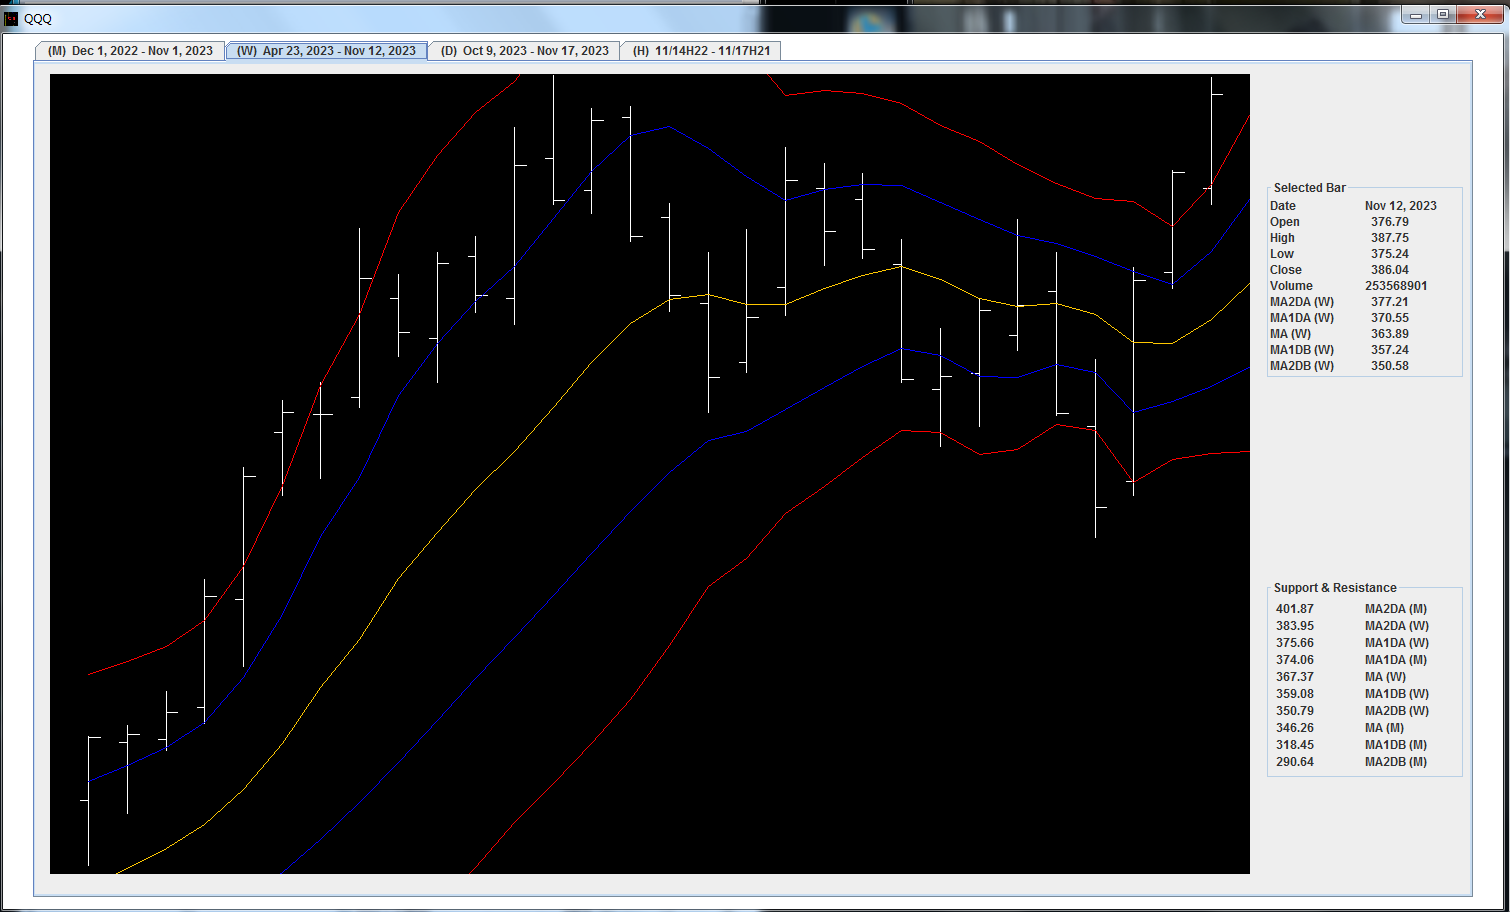 QQQ
(M) Dec 1, 2022 - Nov 1, 2023 (W) Apr 23, 2023 - Nov 12, 2023 (D) Oct 9, 2023 - Nov 17, 2023 (H) 11/14H22 - 11/17H21
Selected Bar
Date Nov 12, 2023
Open 376.79
High 387.75
Low 375.24
Close 386.04
Volume 253568901
MA2DA (W) 377.21
MA1DA (W) 370.55
MA (W) 363.89
MA1DB (W) 357.24
MA2DB (W) 350.58
Support & Resistance
401.87 MA2DA (M)
383.95 MA2DA (W)
375.66 MA1DA (W)
374.06 MA1DA (M)
367.37 MA (W)
359.08 MA1DB (W)
350.79 MA2DB (W)
346.26 MA (M)
318.45 MA1DB (M)
290.64 MA2DB (M)